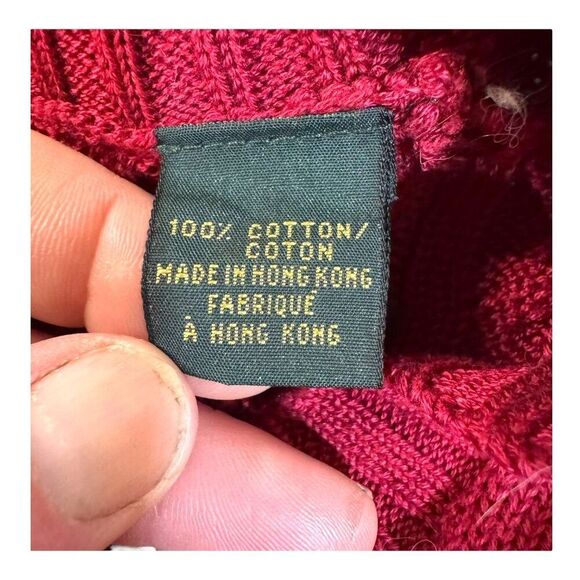 100% COTTON/
COTON
MADE IN HONG KONG
FABRIQUÉ
À HONG KONG